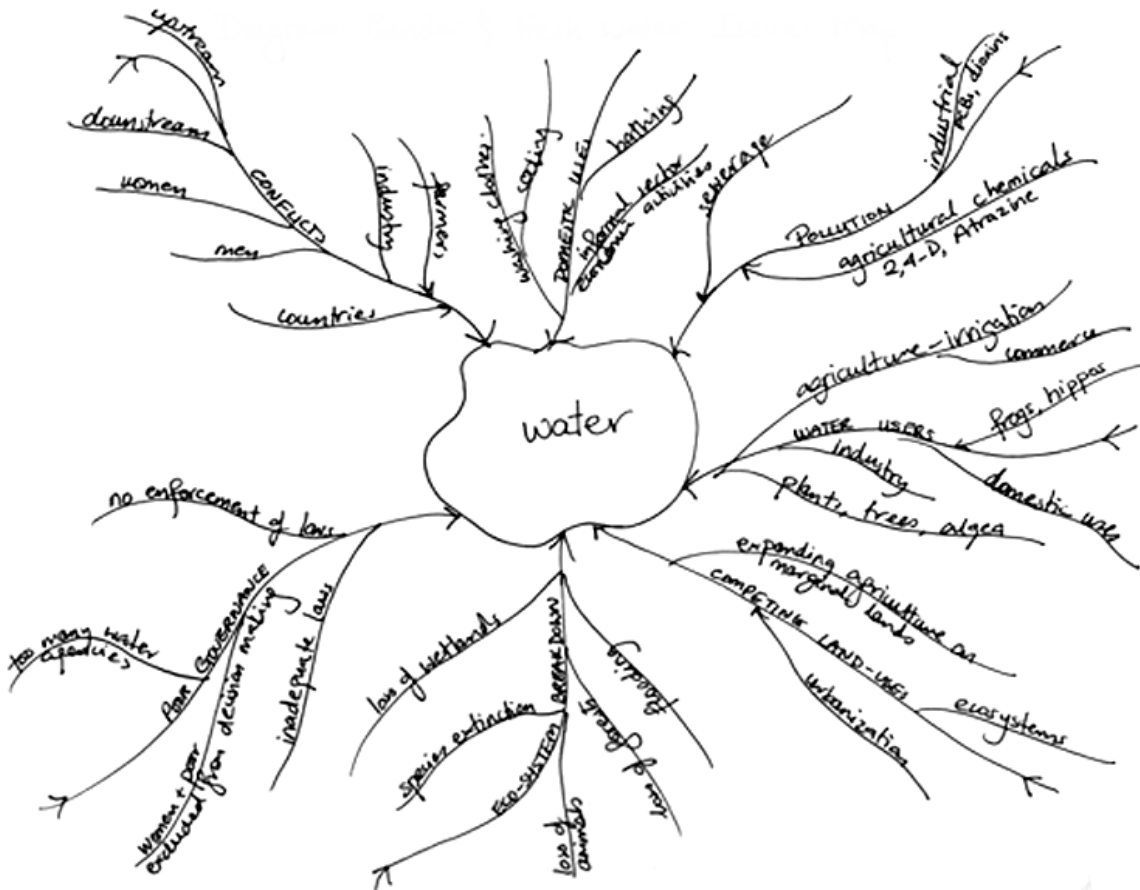 upstream
downstream
women
men
countries
CONFLICTS
industry
farmers
washing clothes
cooking
DOMESTIC USES
bathing
informal sector
economic activities
sewerage
POLLUTION
industrial
PCBs, dioxins
agricultural chemicals
2,4-D, Atrazine
water
agriculture-irrigation
commerce
WATER USERS
frogs, hippos
industry
domestic uses
plants, trees, algea
expanding agriculture on
marginal lands
COMPETING LAND-USES
urbanization
ecosystems
no enforcement of laws
POOR GOVERNANCE
too many water
agencies
women + poor
excluded from decision making
inadequate laws
loss of wetlands
species extinction
ECO-SYSTEM BREAKDOWN
loss of
animals
loss of forests
flooding